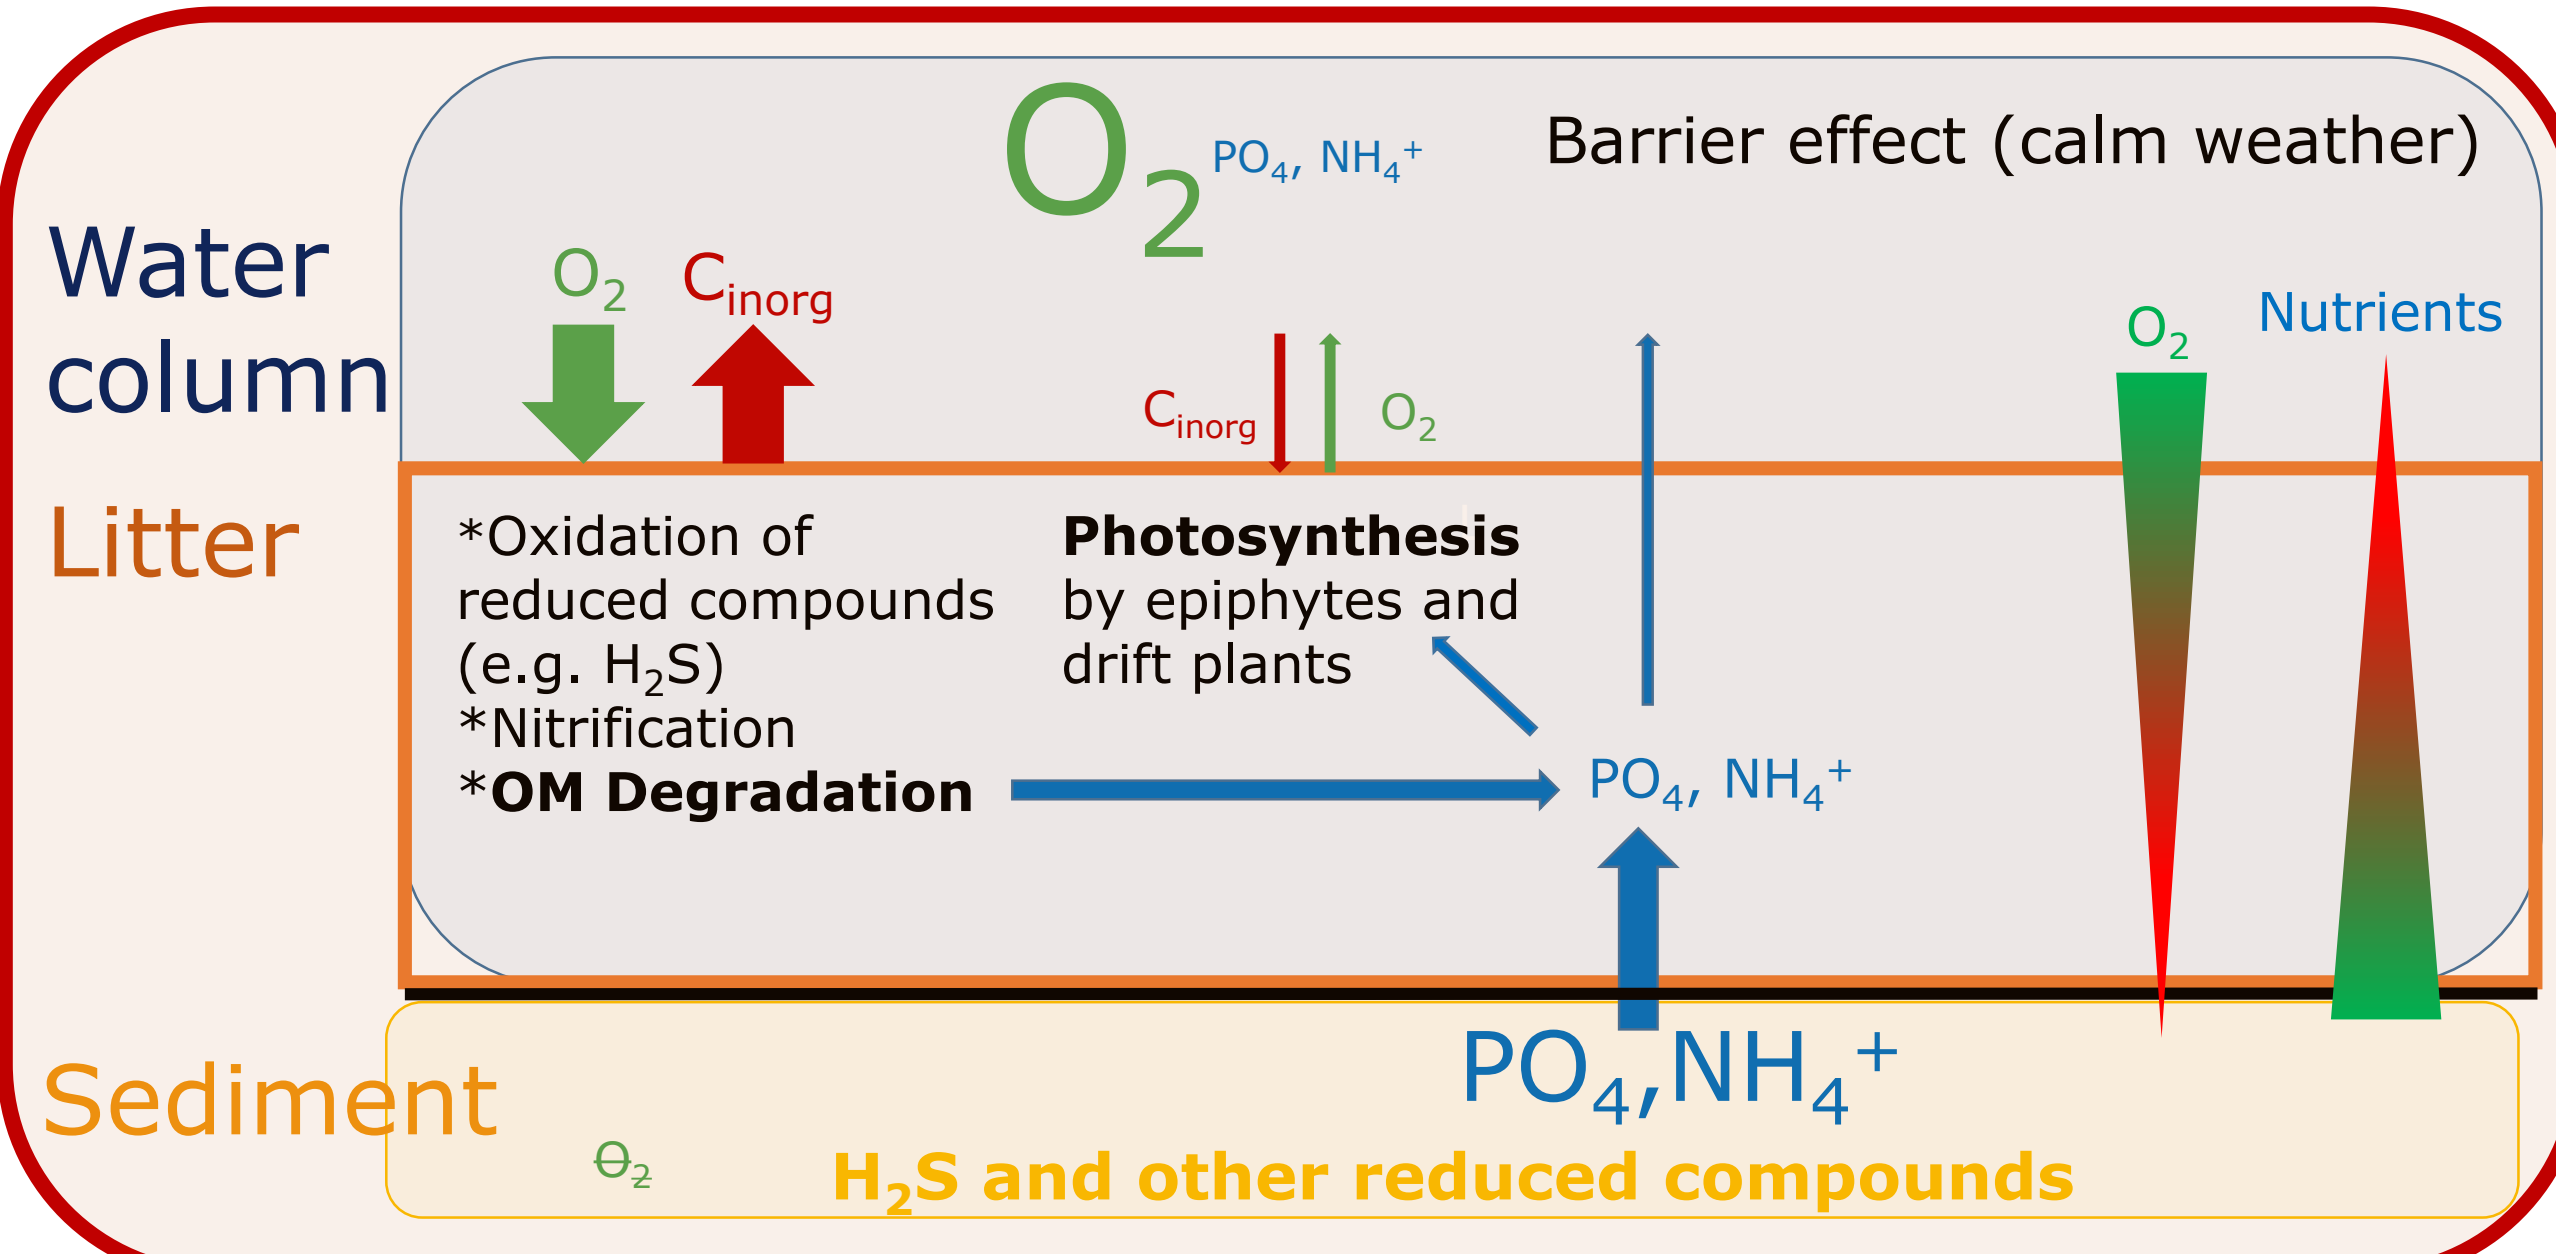 Barrier effect (calm weather)
O₂ PO₄, NH₄⁺
Water
column
O₂
C_inorg
C_inorg
O₂
O₂
Nutrients
Litter
*Oxidation of
reduced compounds
(e.g. H₂S)
*Nitrification
*OM Degradation
Photosynthesis
by epiphytes and
drift plants
PO₄, NH₄⁺
Sediment
PO₄,NH₄⁺
O₂
H₂S and other reduced compounds